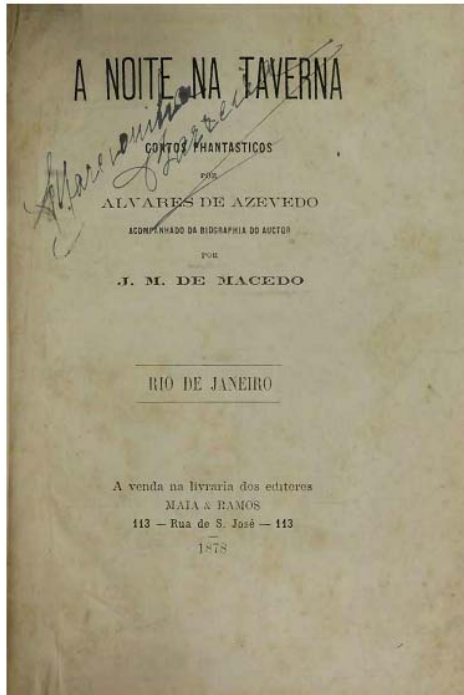 A NOITE NA TAVERNA
CONTOS PHANTASTICOS
POR
ALVARES DE AZEVEDO
ACOMPANHADO DA BIOGRAPHIA DO AUCTOR
POR
J. M. DE MACEDO
RIO DE JANEIRO
A venda na livraria dos editores
MAIA & RAMOS
113 — Rua de S. José — 113
1878